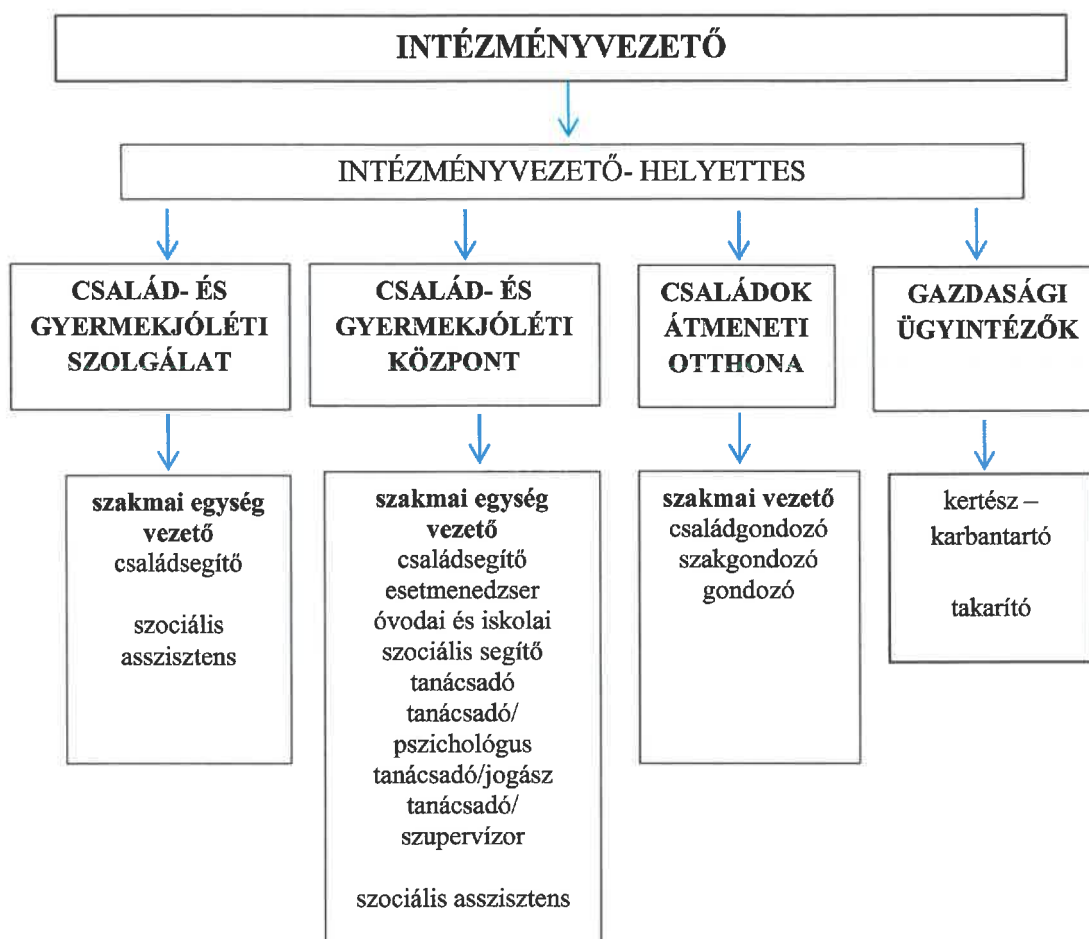 INTÉZMÉNYVEZETŐ
INTÉZMÉNYVEZETŐ- HELYETTES
CSALÁD- ÉS
GYERMEKJÓLÉTI
SZOLGÁLAT
CSALÁD- ÉS
GYERMEKJÓLÉTI
KÖZPONT
CSALÁDOK
ÁTMENETI
OTTHONA
GAZDASÁGI
ÜGYINTÉZŐK
szakmai egység
vezető
családsegítő
szociális
asszisztens
szakmai egység
vezető
családsegítő
esetmenedzser
óvodai és iskolai
szociális segítő
tanácsadó
tanácsadó/
pszichológus
tanácsadó/jogász
tanácsadó/
szupervízor
szociális asszisztens
szakmai vezető
családgondozó
szakgondozó
gondozó
kertész –
karbantartó
takarító